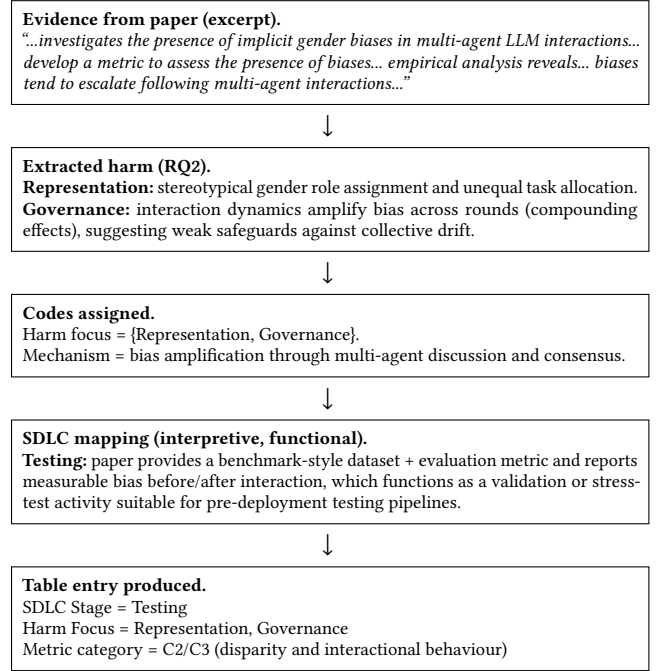 Evidence from paper (excerpt).
“...investigates the presence of implicit gender biases in multi-agent LLM interactions...
develop a metric to assess the presence of biases... empirical analysis reveals... biases
tend to escalate following multi-agent interactions...”
↓
Extracted harm (RQ2).
Representation: stereotypical gender role assignment and unequal task allocation.
Governance: interaction dynamics amplify bias across rounds (compounding
effects), suggesting weak safeguards against collective drift.
↓
Codes assigned.
Harm focus = {Representation, Governance}.
Mechanism = bias amplification through multi-agent discussion and consensus.
↓
SDLC mapping (interpretive, functional).
Testing: paper provides a benchmark-style dataset + evaluation metric and reports
measurable bias before/after interaction, which functions as a validation or stress-
test activity suitable for pre-deployment testing pipelines.
↓
Table entry produced.
SDLC Stage = Testing
Harm Focus = Representation, Governance
Metric category = C2/C3 (disparity and interactional behaviour)